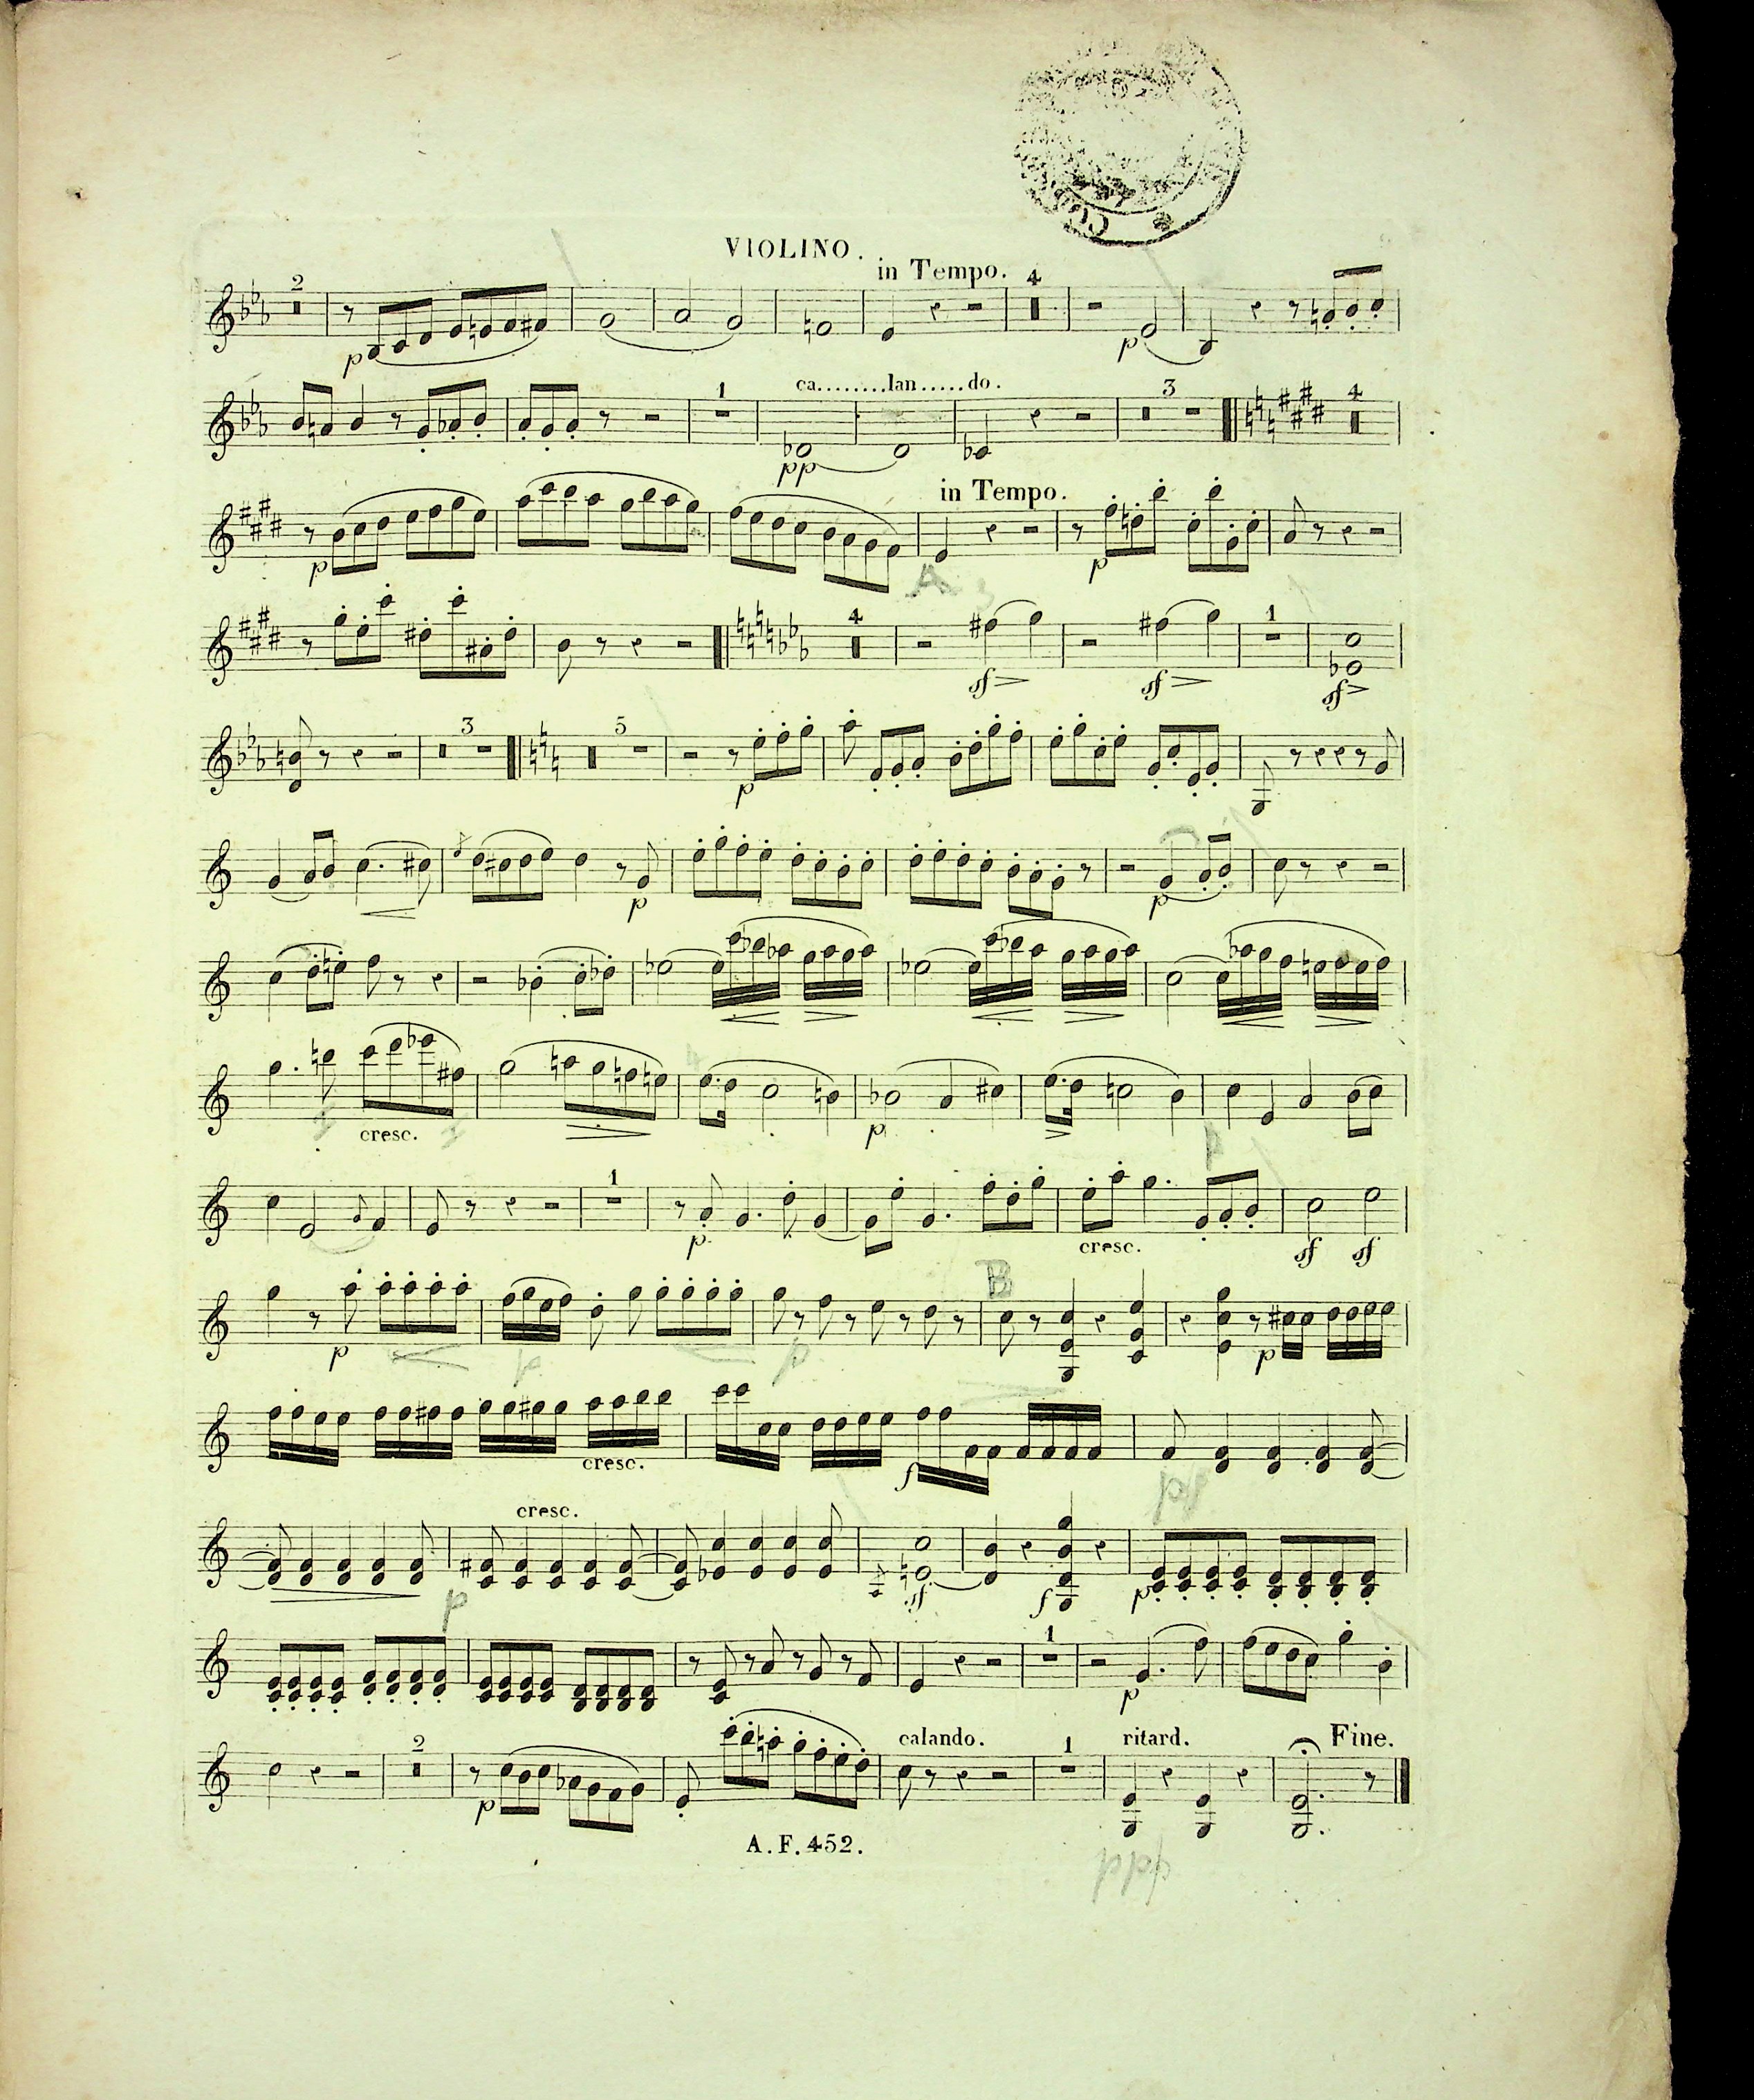 VIOLINO.
2 in Tempo. 4
p p
ca........lan.....do.
1 3 4
pp
in Tempo.
p p
A
4 1
sf sf sf
3 5
p
p p
cresc. p
1
p cresc. sf sf
B
p p p p
cresc. f pp
cresc.
p sf f p
1
p
2 calando. 1 ritard. Fine.
p
A.F. 452.
ppp